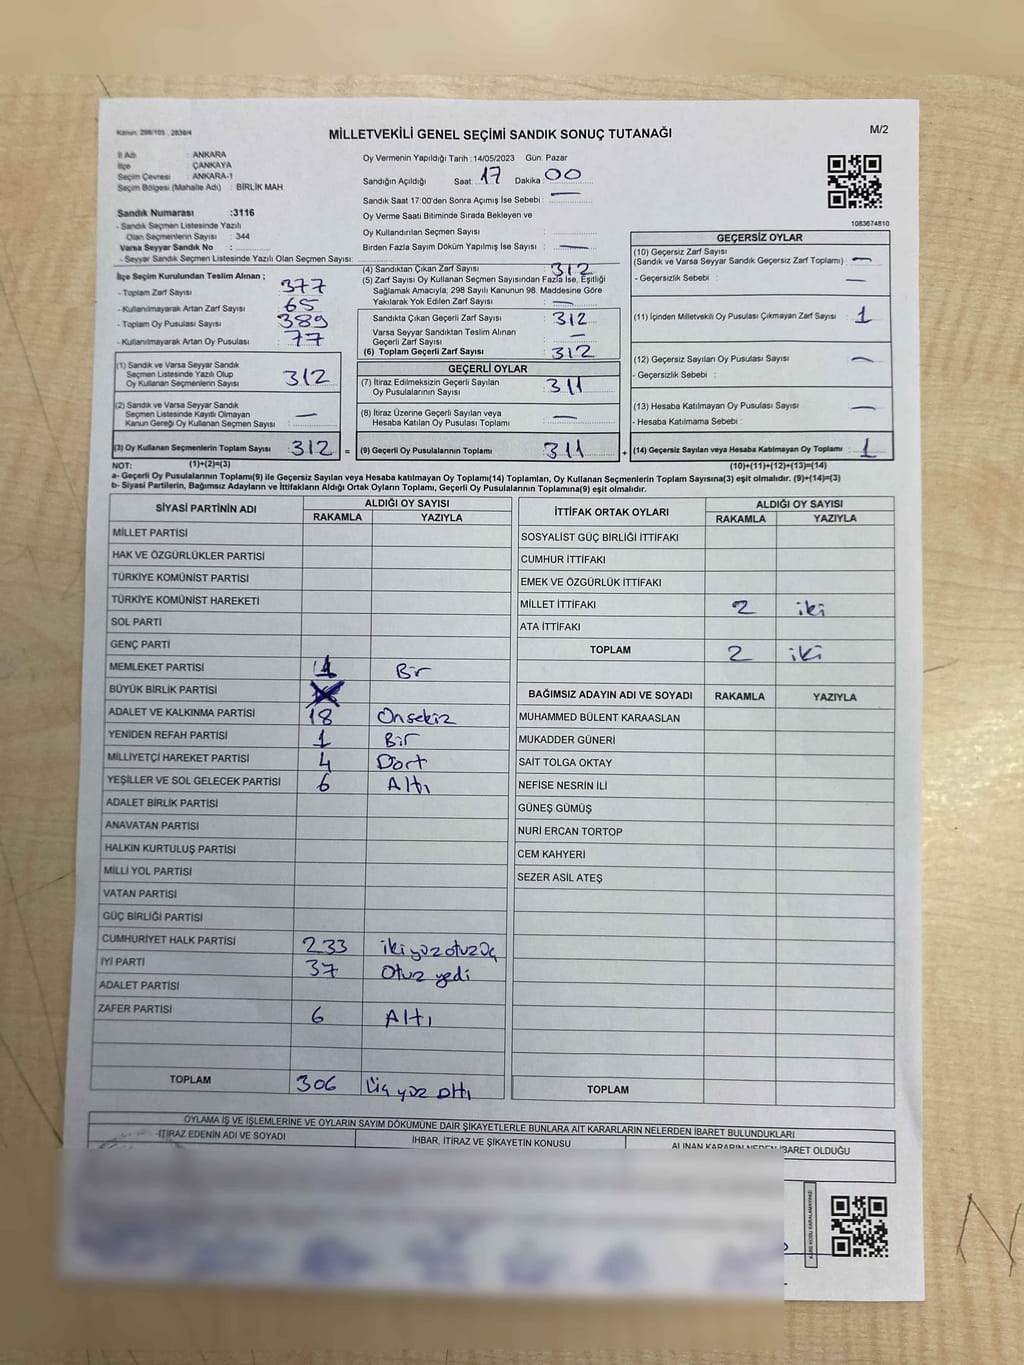 Kanun: 298/105 , 2839/4
MİLLETVEKİLİ GENEL SEÇİMİ SANDIK SONUÇ TUTANAĞI
M/2
İl Adı : ANKARA
İlçe : ÇANKAYA
Seçim Çevresi : ANKARA-1
Seçim Bölgesi (Mahalle Adı) : BİRLİK MAH
Sandık Numarası :3116
- Sandık Seçmen Listesinde Yazılı
Olan Seçmenlerin Sayısı : 344
Varsa Seyyar Sandık No :
- Seyyar Sandık Seçmen Listesinde Yazılı Olan Seçmen Sayısı:
Oy Vermenin Yapıldığı Tarih :14/05/2023 Gün: Pazar
Sandığın Açıldığı Saat: 17 Dakika: 00
Sandık Saat 17:00'den Sonra Açımış İse Sebebi : —
Oy Verme Saati Bitiminde Sırada Bekleyen ve
Oy Kullandırılan Seçmen Sayısı :
Birden Fazla Sayım Döküm Yapılmış İse Sayısı : —
1083674810
İlçe Seçim Kurulundan Teslim Alınan ;
- Toplam Zarf Sayısı : 377
- Kullanılmayarak Artan Zarf Sayısı : 65
- Toplam Oy Pusulası Sayısı : 389
- Kullanılmayarak Artan Oy Pusulası : 77
(1) Sandık ve Varsa Seyyar Sandık
Seçmen Listesinde Yazılı Olup
Oy Kullanan Seçmenlerin Sayısı : 312
(2) Sandık ve Varsa Seyyar Sandık
Seçmen Listesinde Kayıtlı Olmayan
Kanun Gereği Oy Kullanan Seçmen Sayısı : —
(3) Oy Kullanan Seçmenlerin Toplam Sayısı : 312 =
(4) Sandıktan Çıkan Zarf Sayısı : 312
(5) Zarf Sayısı Oy Kullanan Seçmen Sayısından Fazla İse, Eşitliği
Sağlamak Amacıyla; 298 Sayılı Kanunun 98. Maddesine Göre
Yakılarak Yok Edilen Zarf Sayısı : —
Sandıkta Çıkan Geçerli Zarf Sayısı : 312
Varsa Seyyar Sandıktan Teslim Alınan
Geçerli Zarf Sayısı : —
(6) Toplam Geçerli Zarf Sayısı : 312
GEÇERLİ OYLAR
(7) İtiraz Edilmeksizin Geçerli Sayılan
Oy Pusulalarının Sayısı : 311
(8) İtiraz Üzerine Geçerli Sayılan veya
Hesaba Katılan Oy Pusulaları Toplamı : —
(9) Geçerli Oy Pusulalarının Toplamı : 311 +
GEÇERSİZ OYLAR
(10) Geçersiz Zarf Sayısı
(Sandık ve Varsa Seyyar Sandık Geçersiz Zarf Toplamı) : —
- Geçersizlik Sebebi : —
(11) İçinden Milletvekili Oy Pusulası Çıkmayan Zarf Sayısı : 1
(12) Geçersiz Sayılan Oy Pusulası Sayısı : —
- Geçersizlik Sebebi :
(13) Hesaba Katılmayan Oy Pusulası Sayısı : —
- Hesaba Katılmama Sebebi :
(14) Geçersiz Sayılan veya Hesaba Katılmayan Oy Toplamı : 1
NOT: (1)+(2)=(3) (10)+(11)+(12)+(13)=(14)
a- Geçerli Oy Pusulalarının Toplamı(9) ile Geçersiz Sayılan veya Hesaba katılmayan Oy Toplamı(14) Toplamları, Oy Kullanan Seçmenlerin Toplam Sayısına(3) eşit olmalıdır. (9)+(14)=(3)
b- Siyasi Partilerin, Bağımsız Adayların ve İttifakların Aldığı Ortak Oyların Toplamı, Geçerli Oy Pusulalarının Toplamına(9) eşit olmalıdır.
SİYASİ PARTİNİN ADI ALDIĞI OY SAYISI
RAKAMLA YAZIYLA
MİLLET PARTİSİ
HAK VE ÖZGÜRLÜKLER PARTİSİ
TÜRKİYE KOMÜNİST PARTİSİ
TÜRKİYE KOMÜNİST HAREKETİ
SOL PARTİ
GENÇ PARTİ
MEMLEKET PARTİSİ 1 Bir
BÜYÜK BİRLİK PARTİSİ
ADALET VE KALKINMA PARTİSİ 18 Onsekiz
YENİDEN REFAH PARTİSİ 1 Bir
MİLLİYETÇİ HAREKET PARTİSİ 4 Dört
YEŞİLLER VE SOL GELECEK PARTİSİ 6 Altı
ADALET BİRLİK PARTİSİ
ANAVATAN PARTİSİ
HALKIN KURTULUŞ PARTİSİ
MİLLİ YOL PARTİSİ
VATAN PARTİSİ
GÜÇ BİRLİĞİ PARTİSİ
CUMHURİYET HALK PARTİSİ 233 ikiyüzotuzüç
İYİ PARTİ 37 Otuz yedi
ADALET PARTİSİ
ZAFER PARTİSİ 6 Altı
TOPLAM 306 Üç yüz altı
İTTİFAK ORTAK OYLARI ALDIĞI OY SAYISI
RAKAMLA YAZIYLA
SOSYALİST GÜÇ BİRLİĞİ İTTİFAKI
CUMHUR İTTİFAKI
EMEK VE ÖZGÜRLÜK İTTİFAKI
MİLLET İTTİFAKI 2 iki
ATA İTTİFAKI
TOPLAM 2 iki
BAĞIMSIZ ADAYIN ADI VE SOYADI RAKAMLA YAZIYLA
MUHAMMED BÜLENT KARAASLAN
MUKADDER GÜNERİ
SAİT TOLGA OKTAY
NEFİSE NESRİN İLİ
GÜNEŞ GÜMÜŞ
NURİ ERCAN TORTOP
CEM KAHYERİ
SEZER ASİL ATEŞ
TOPLAM
OYLAMA İŞ VE İŞLEMLERİNE VE OYLARIN SAYIM DÖKÜMÜNE DAİR ŞİKAYETLERLE BUNLARA AİT KARARLARIN NELERDEN İBARET BULUNDUKLARI
İTİRAZ EDENİN ADI VE SOYADI İHBAR, İTİRAZ VE ŞİKAYETİN KONUSU ALINAN KARARIN NEDEN İBARET OLDUĞU
KARE KODU KARALAMAYINIZ!